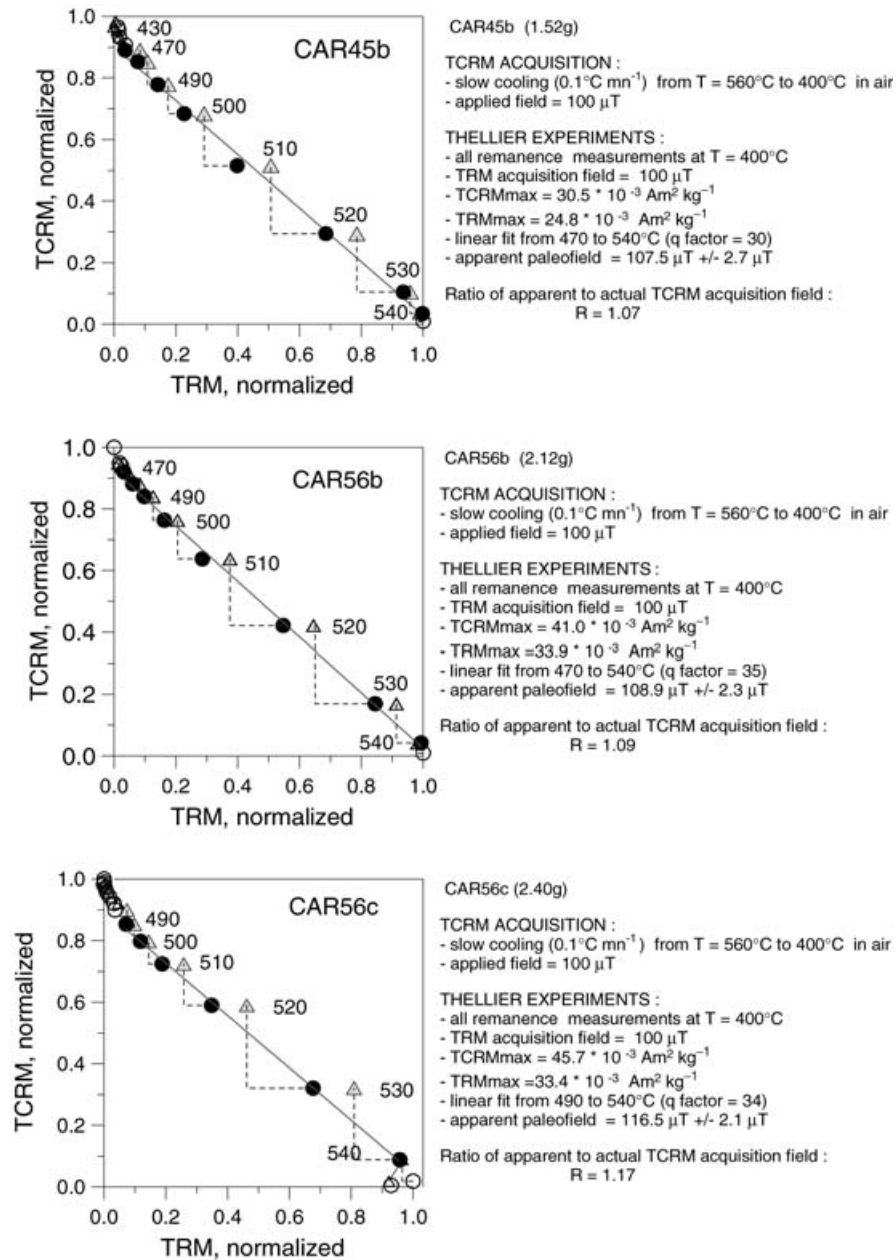 1.0
0.8
0.6
0.4
0.2
0.0
TCRM, normalized
430
470
490
500
510
520
530
540
CAR45b
0.0 0.2 0.4 0.6 0.8 1.0
TRM, normalized
CAR45b (1.52g)
TCRM ACQUISITION :
- slow cooling (0.1°C mn⁻¹) from T = 560°C to 400°C in air
- applied field = 100 µT
THELLIER EXPERIMENTS :
- all remanence measurements at T = 400°C
- TRM acquisition field = 100 µT
- TCRMmax = 30.5 * 10 ⁻³ Am² kg⁻¹
- TRMmax = 24.8 * 10 ⁻³ Am² kg⁻¹
- linear fit from 470 to 540°C (q factor = 30)
- apparent paleofield = 107.5 µT +/- 2.7 µT
Ratio of apparent to actual TCRM acquisition field :
R = 1.07
1.0
0.8
0.6
0.4
0.2
0.0
TCRM, normalized
470
490
500
510
520
530
540
CAR56b
0.0 0.2 0.4 0.6 0.8 1.0
TRM, normalized
CAR56b (2.12g)
TCRM ACQUISITION :
- slow cooling (0.1°C mn⁻¹) from T = 560°C to 400°C in air
- applied field = 100 µT
THELLIER EXPERIMENTS :
- all remanence measurements at T = 400°C
- TRM acquisition field = 100 µT
- TCRMmax = 41.0 * 10 ⁻³ Am² kg⁻¹
- TRMmax =33.9 * 10 ⁻³ Am² kg⁻¹
- linear fit from 470 to 540°C (q factor = 35)
- apparent paleofield = 108.9 µT +/- 2.3 µT
Ratio of apparent to actual TCRM acquisition field :
R = 1.09
1.0
0.8
0.6
0.4
0.2
0.0
TCRM, normalized
490
500
510
520
530
540
CAR56c
0.0 0.2 0.4 0.6 0.8 1.0
TRM, normalized
CAR56c (2.40g)
TCRM ACQUISITION :
- slow cooling (0.1°C mn⁻¹) from T = 560°C to 400°C in air
- applied field = 100 µT
THELLIER EXPERIMENTS :
- all remanence measurements at T = 400°C
- TRM acquisition field = 100 µT
- TCRMmax = 45.7 * 10 ⁻³ Am² kg⁻¹
- TRMmax =33.4 * 10 ⁻³ Am² kg⁻¹
- linear fit from 490 to 540°C (q factor = 34)
- apparent paleofield = 116.5 µT +/- 2.1 µT
Ratio of apparent to actual TCRM acquisition field :
R = 1.17